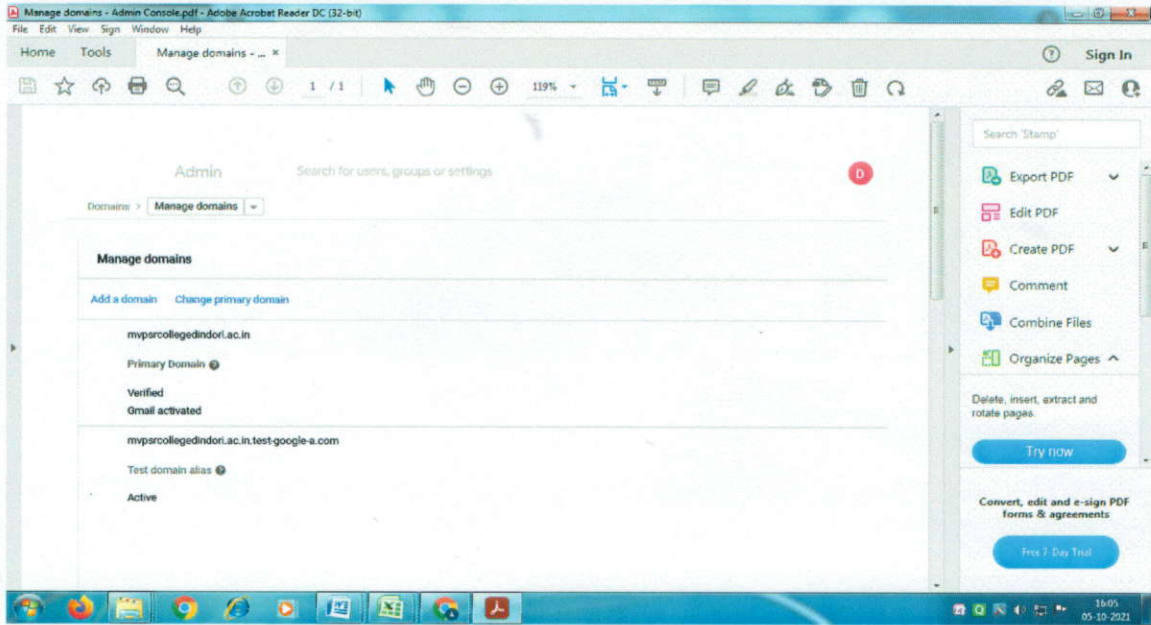 Manage domains - Admin Console.pdf - Adobe Acrobat Reader DC (32-bit)
File Edit View Sign Window Help
Home Tools Manage domains - ... × Sign In
1 / 1 119%
Search 'Stamp'
Admin Search for users, groups or settings D
Export PDF
Domains > Manage domains
Edit PDF
Manage domains
Create PDF
Add a domain Change primary domain
Comment
mvpsrcollegedindori.ac.in
Combine Files
Primary Domain
Organize Pages
Verified
Gmail activated
Delete, insert, extract and
rotate pages.
mvpsrcollegedindori.ac.in.test-google-a.com
Try now
Test domain alias
Active
Convert, edit and e-sign PDF
forms & agreements
Free 7-Day Trial
16:05
05-10-2021